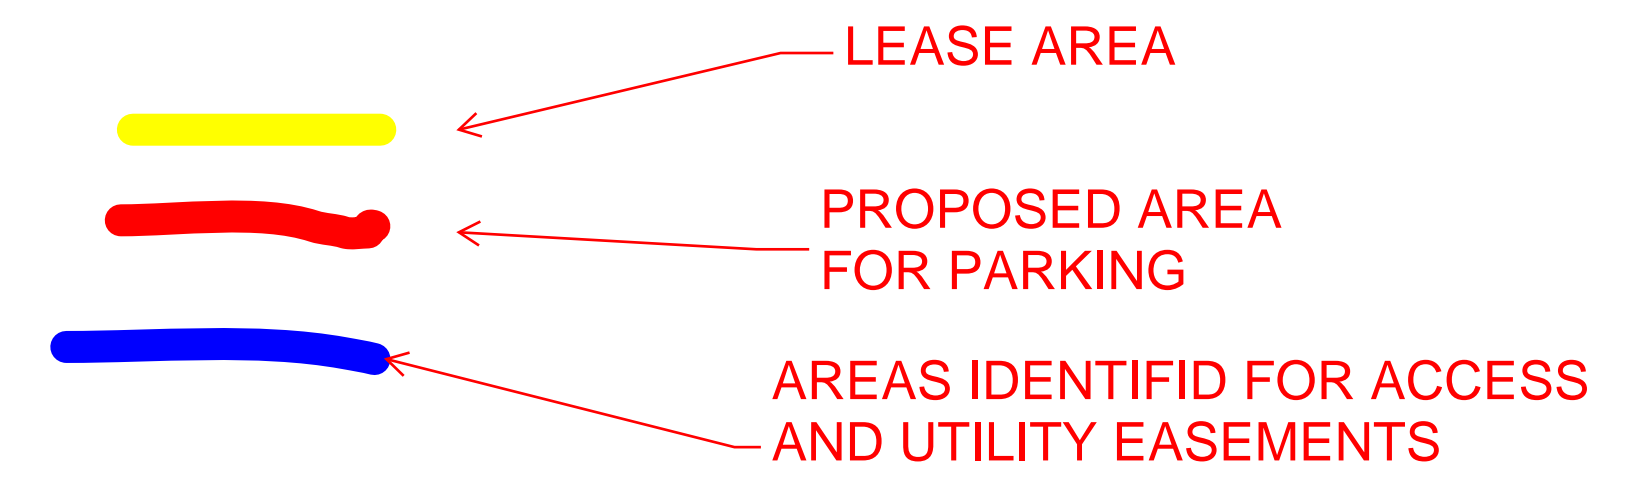 LEASE AREA
PROPOSED AREA
FOR PARKING
AREAS IDENTIFID FOR ACCESS
AND UTILITY EASEMENTS